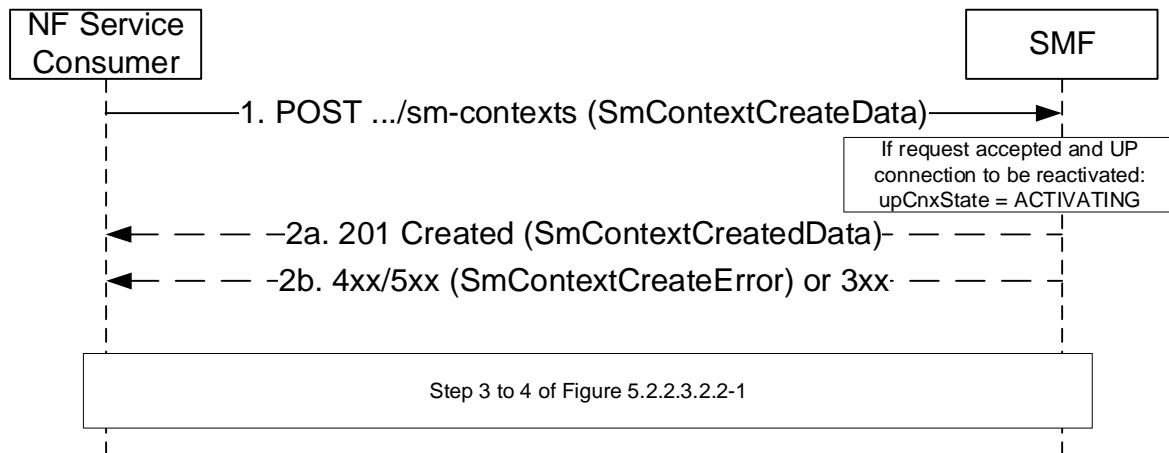 NF Service
Consumer
SMF
1. POST .../sm-contexts (SmContextCreateData)
If request accepted and UP
connection to be reactivated:
upCnxState = ACTIVATING
2a. 201 Created (SmContextCreatedData)
2b. 4xx/5xx (SmContextCreateError) or 3xx
Step 3 to 4 of Figure 5.2.2.3.2.2-1